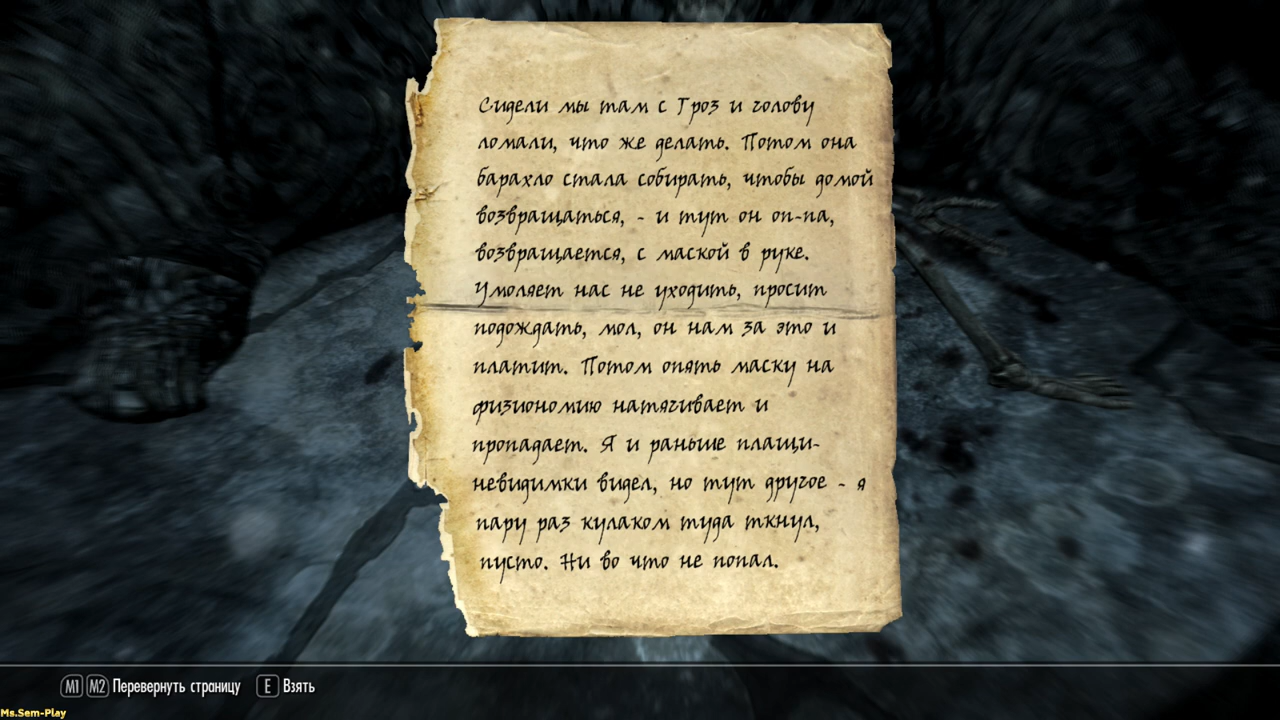 Сидели мы там с Гроз и голову
ломали, что же делать. Потом она
барахло стала собирать, чтобы домой
возвращаться, - и тут он оп-па,
возвращается, с маской в руке.
Умоляет нас не уходить, просит
подождать, мол, он нам за это и
платит. Потом опять маску на
физиономию натягивает и
пропадает. Я и раньше плащи-
невидимки видел, но тут другое - я
пару раз кулаком туда ткнул,
пусто. Ни во что не попал.
M1 M2 Перевернуть страницу E Взять
Ms.Sem-Play